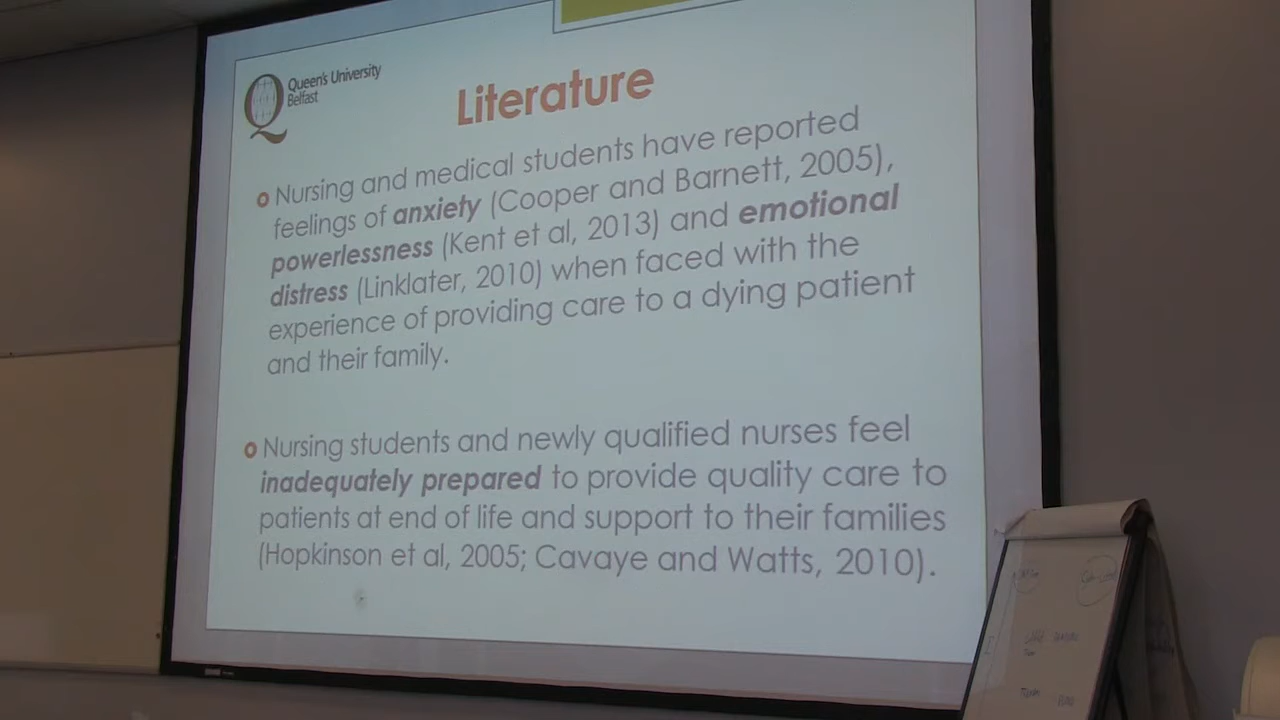 Queen's University
Belfast
Literature
Nursing and medical students have reported
feelings of anxiety (Cooper and Barnett, 2005),
powerlessness (Kent et al, 2013) and emotional
distress (Linklater, 2010) when faced with the
experience of providing care to a dying patient
and their family.
Nursing students and newly qualified nurses feel
inadequately prepared to provide quality care to
patients at end of life and support to their families
(Hopkinson et al, 2005; Cavaye and Watts, 2010).